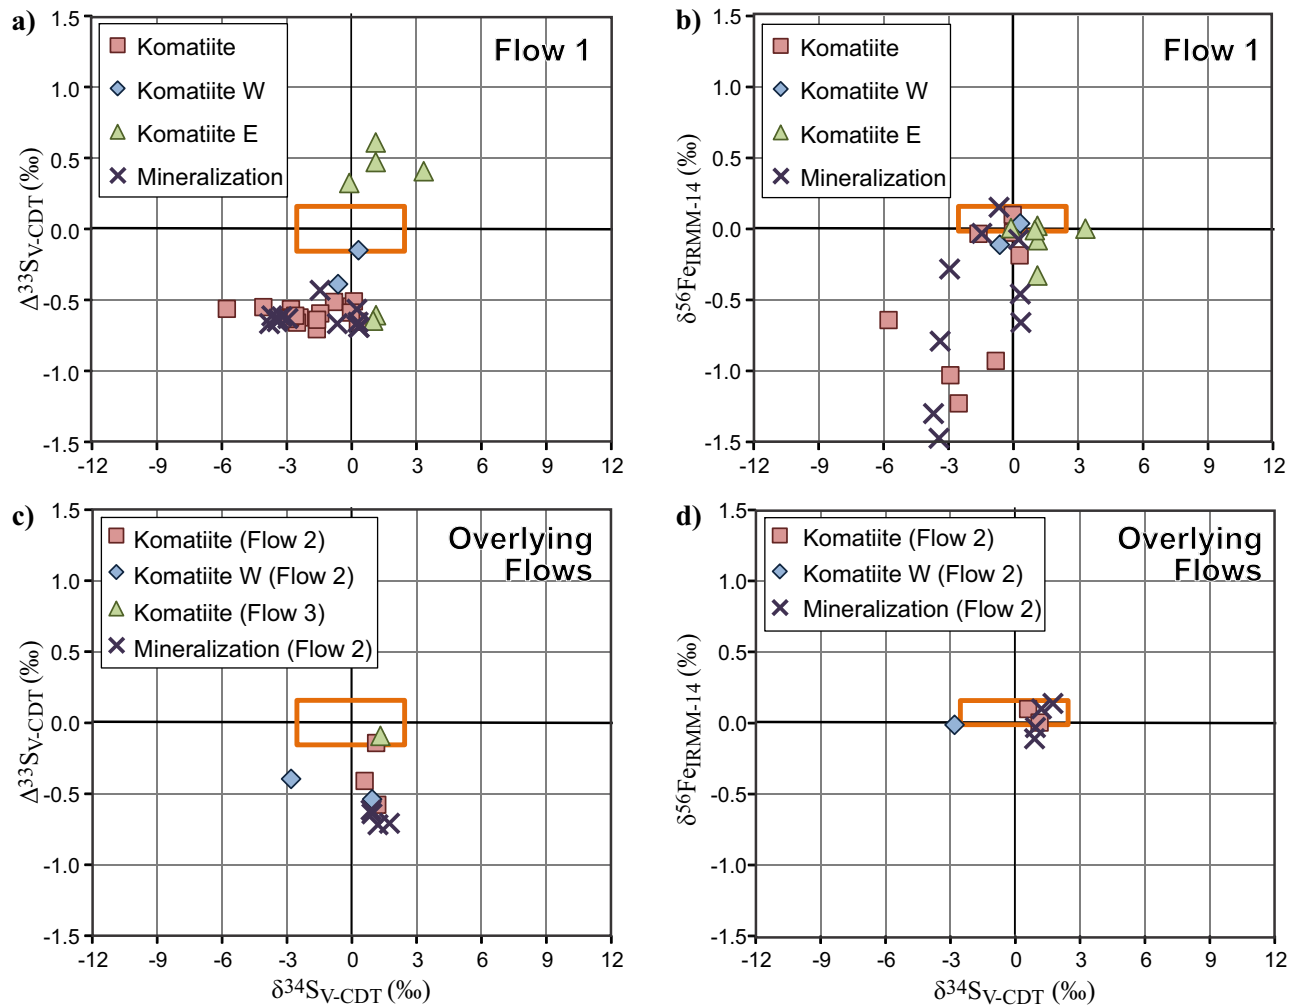 a)
Flow 1
Komatiite
Komatiite W
Komatiite E
Mineralization
Δ33SV-CDT (‰)
1.5
1.0
0.5
0.0
-0.5
-1.0
-1.5
-12 -9 -6 -3 0 3 6 9 12
b)
Flow 1
Komatiite
Komatiite W
Komatiite E
Mineralization
δ56FeIRMM-14 (‰)
1.5
1.0
0.5
0.0
-0.5
-1.0
-1.5
-12 -9 -6 -3 0 3 6 9 12
c)
Overlying
Flows
Komatiite (Flow 2)
Komatiite W (Flow 2)
Komatiite (Flow 3)
Mineralization (Flow 2)
Δ33SV-CDT (‰)
1.5
1.0
0.5
0.0
-0.5
-1.0
-1.5
-12 -9 -6 -3 0 3 6 9 12
δ34SV-CDT (‰)
d)
Overlying
Flows
Komatiite (Flow 2)
Komatiite W (Flow 2)
Mineralization (Flow 2)
δ56FeIRMM-14 (‰)
1.5
1.0
0.5
0.0
-0.5
-1.0
-1.5
-12 -9 -6 -3 0 3 6 9 12
δ34SV-CDT (‰)